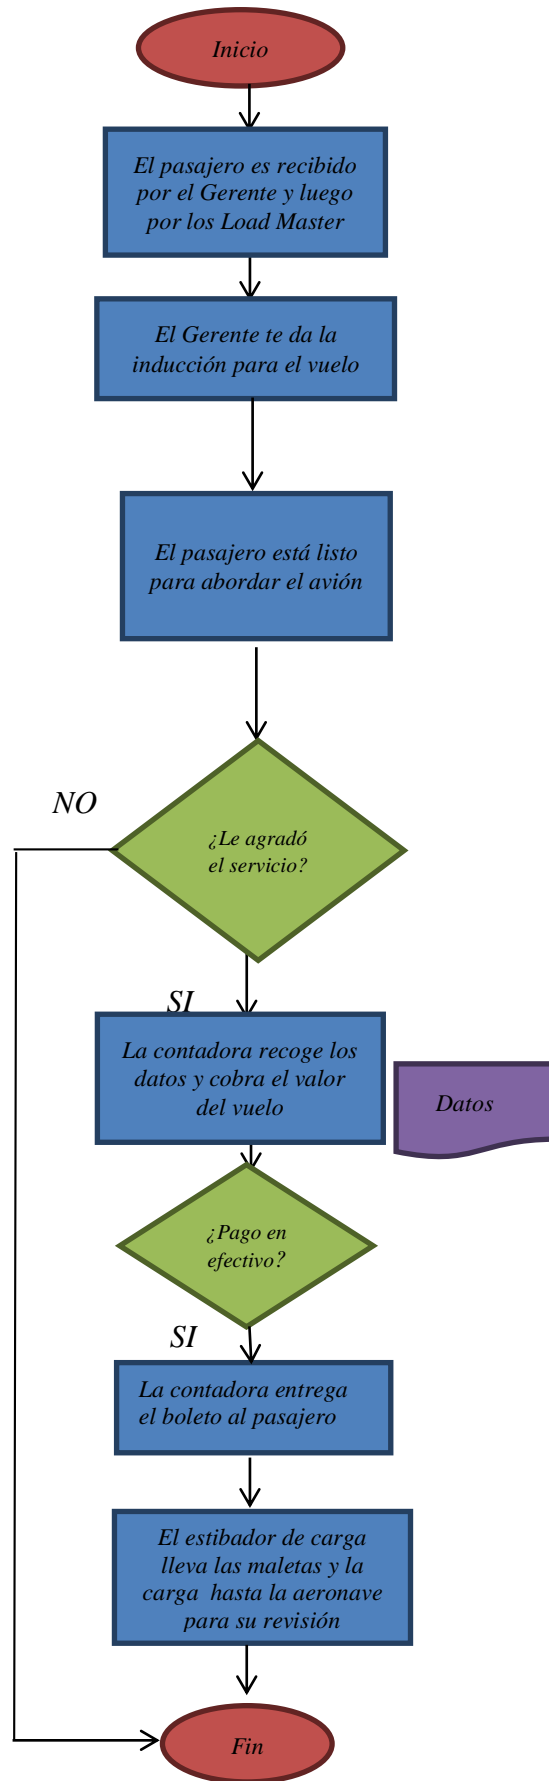 Inicio
El pasajero es recibido
por el Gerente y luego
por los Load Master
El Gerente te da la
inducción para el vuelo
El pasajero está listo
para abordar el avión
NO
¿Le agradó
el servicio?
SI
La contadora recoge los
datos y cobra el valor
del vuelo
Datos
¿Pago en
efectivo?
SI
La contadora entrega
el boleto al pasajero
El estibador de carga
lleva las maletas y la
carga hasta la aeronave
para su revisión
Fin